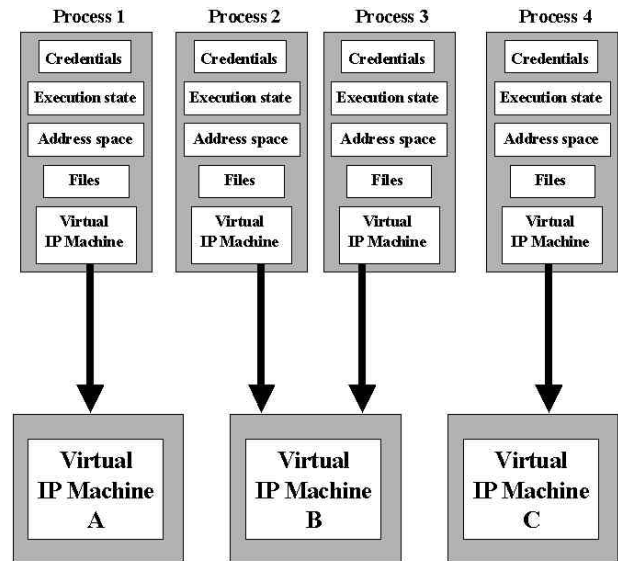 Process 1
Credentials
Execution state
Address space
Files
Virtual
IP Machine
Process 2
Credentials
Execution state
Address space
Files
Virtual
IP Machine
Process 3
Credentials
Execution state
Address space
Files
Virtual
IP Machine
Process 4
Credentials
Execution state
Address space
Files
Virtual
IP Machine
Virtual
IP Machine
A
Virtual
IP Machine
B
Virtual
IP Machine
C